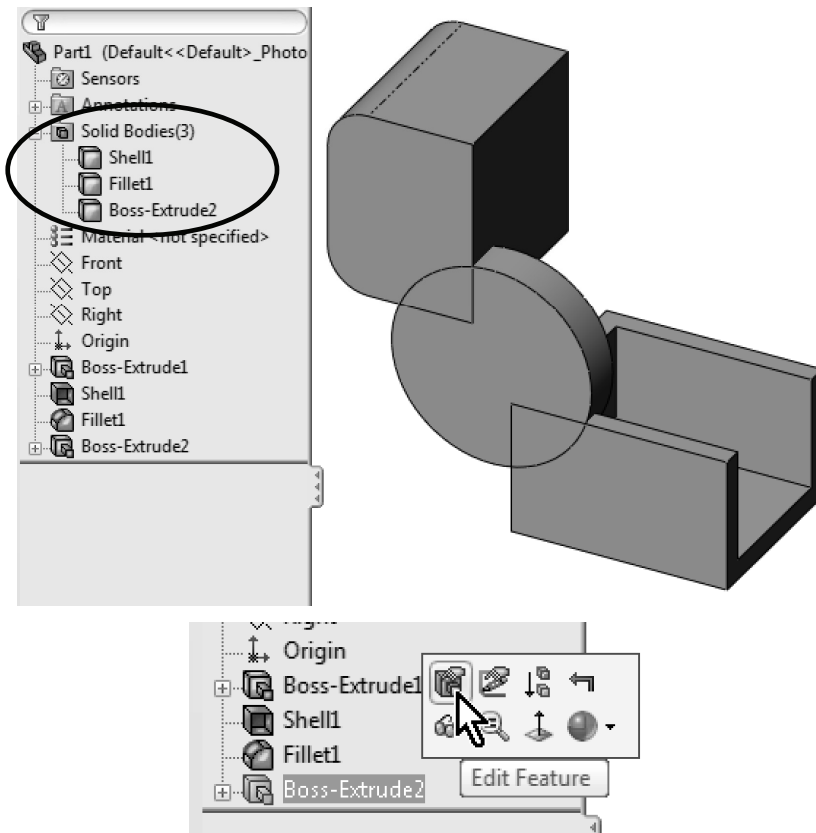 Part1 (Default<<Default>_Photo
Sensors
Annotations
Solid Bodies(3)
Shell1
Fillet1
Boss-Extrude2
Material <not specified>
Front
Top
Right
Origin
Boss-Extrude1
Shell1
Fillet1
Boss-Extrude2
Right
Origin
Boss-Extrude1
Shell1
Fillet1
Boss-Extrude2
Edit Feature